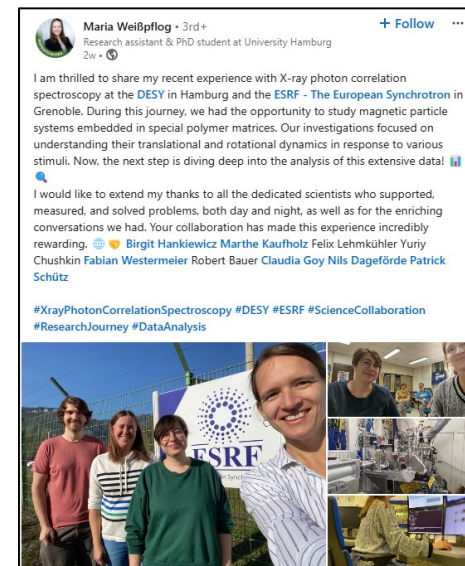 Maria Weißpflog • 3rd+
+ Follow ...
Research assistant & PhD student at University Hamburg
2w •
I am thrilled to share my recent experience with X-ray photon correlation
spectroscopy at the DESY in Hamburg and the ESRF - The European Synchrotron in
Grenoble. During this journey, we had the opportunity to study magnetic particle
systems embedded in special polymer matrices. Our investigations focused on
understanding their translational and rotational dynamics in response to various
stimuli. Now, the next step is diving deep into the analysis of this extensive data! 📊
🔍
I would like to extend my thanks to all the dedicated scientists who supported,
measured, and solved problems, both day and night, as well as for the enriching
conversations we had. Your collaboration has made this experience incredibly
rewarding. 🌐 🤝 Birgit Hankiewicz Marthe Kaufholz Felix Lehmkühler Yuriy
Chushkin Fabian Westermeier Robert Bauer Claudia Goy Nils Dageförde Patrick
Schütz
#XrayPhotonCorrelationSpectroscopy #DESY #ESRF #ScienceCollaboration
#ResearchJourney #DataAnalysis
ESRF